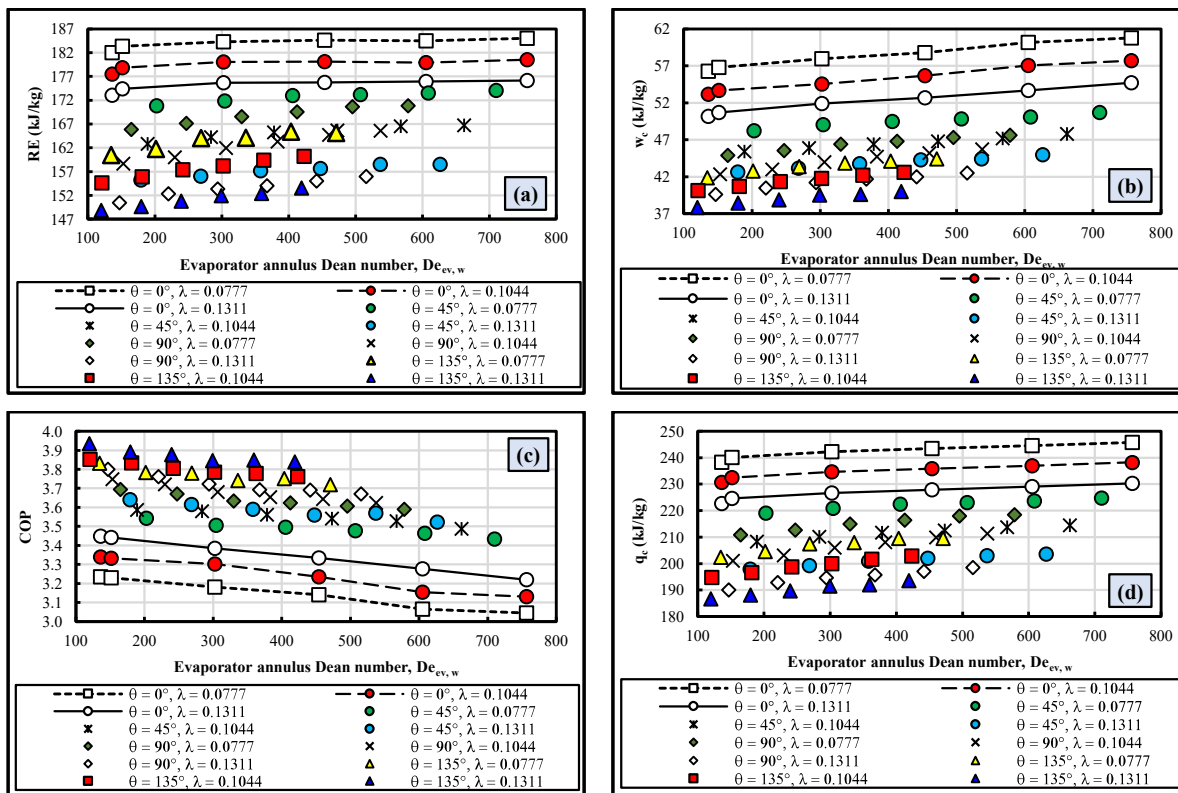 187
182
177
172
167
162
157
152
147
RE (kJ/kg)
(a)
100 200 300 400 500 600 700 800
Evaporator annulus Dean number, De_ev, w
θ = 0°, λ = 0.0777 θ = 0°, λ = 0.1044
θ = 0°, λ = 0.1311 θ = 45°, λ = 0.0777
θ = 45°, λ = 0.1044 θ = 45°, λ = 0.1311
θ = 90°, λ = 0.0777 θ = 90°, λ = 0.1044
θ = 90°, λ = 0.1311 θ = 135°, λ = 0.0777
θ = 135°, λ = 0.1044 θ = 135°, λ = 0.1311
62
57
52
47
42
37
w_c (kJ/kg)
(b)
100 200 300 400 500 600 700 800
Evaporator annulus Dean number, De_ev, w
θ = 0°, λ = 0.0777 θ = 0°, λ = 0.1044
θ = 0°, λ = 0.1311 θ = 45°, λ = 0.0777
θ = 45°, λ = 0.1044 θ = 45°, λ = 0.1311
θ = 90°, λ = 0.0777 θ = 90°, λ = 0.1044
θ = 90°, λ = 0.1311 θ = 135°, λ = 0.0777
θ = 135°, λ = 0.1044 θ = 135°, λ = 0.1311
4.0
3.9
3.8
3.7
3.6
3.5
3.4
3.3
3.2
3.1
3.0
COP
(c)
100 200 300 400 500 600 700 800
Evaporator annulus Dean number, De_ev, w
θ = 0°, λ = 0.0777 θ = 0°, λ = 0.1044
θ = 0°, λ = 0.1311 θ = 45°, λ = 0.0777
θ = 45°, λ = 0.1044 θ = 45°, λ = 0.1311
θ = 90°, λ = 0.0777 θ = 90°, λ = 0.1044
θ = 90°, λ = 0.1311 θ = 135°, λ = 0.0777
θ = 135°, λ = 0.1044 θ = 135°, λ = 0.1311
250
240
230
220
210
200
190
180
q_c (kJ/kg)
(d)
100 200 300 400 500 600 700 800
Evaporator annulus Dean number, De_ev, w
θ = 0°, λ = 0.0777 θ = 0°, λ = 0.1044
θ = 0°, λ = 0.1311 θ = 45°, λ = 0.0777
θ = 45°, λ = 0.1044 θ = 45°, λ = 0.1311
θ = 90°, λ = 0.0777 θ = 90°, λ = 0.1044
θ = 90°, λ = 0.1311 θ = 135°, λ = 0.0777
θ = 135°, λ = 0.1044 θ = 135°, λ = 0.1311